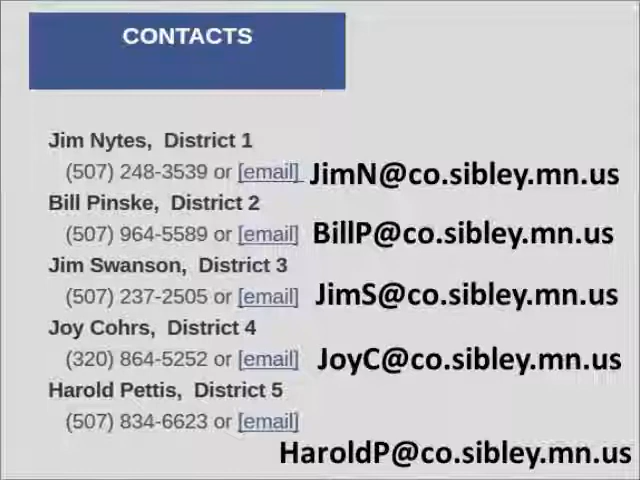 CONTACTS
Jim Nytes, District 1
(507) 248-3539 or [email] JimN@co.sibley.mn.us
Bill Pinske, District 2
(507) 964-5589 or [email] BillP@co.sibley.mn.us
Jim Swanson, District 3
(507) 237-2505 or [email] JimS@co.sibley.mn.us
Joy Cohrs, District 4
(320) 864-5252 or [email] JoyC@co.sibley.mn.us
Harold Pettis, District 5
(507) 834-6623 or [email]
HaroldP@co.sibley.mn.us